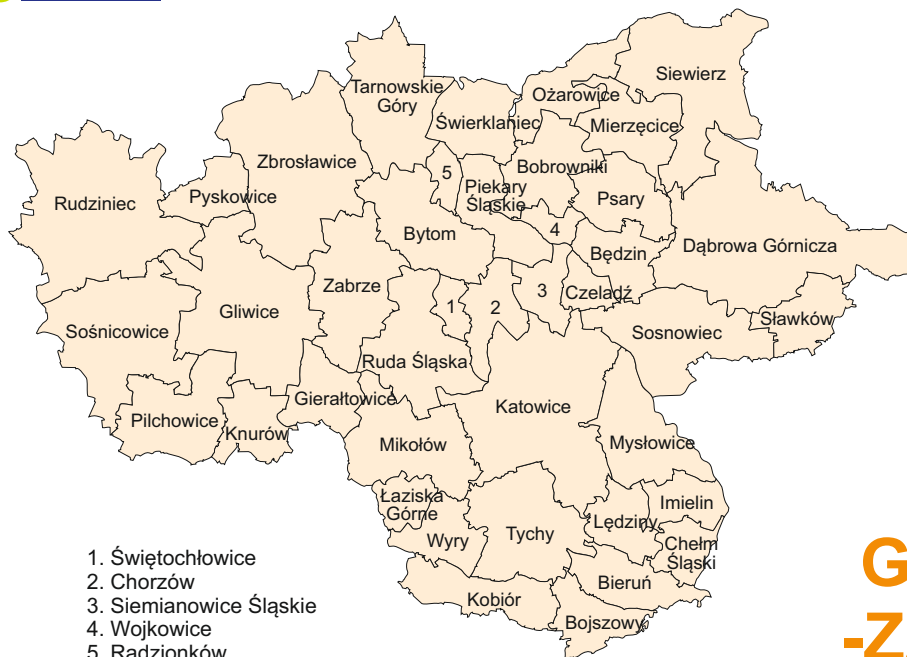 Siewierz
Tarnowskie
Góry
Ożarowice
Świerklaniec
Mierzęcice
Zbrosławice
Bobrowniki
5
Piekary
Śląskie
Pyskowice
Psary
Rudziniec
4
Bytom
Będzin
Dąbrowa Górnicza
Zabrze
3
Czeladź
1
2
Gliwice
Sławków
Sośnicowice
Sosnowiec
Ruda Śląska
Gierałtowice
Katowice
Pilchowice
Knurów
Mikołów
Mysłowice
Łaziska
Górne
Imielin
Lędziny
Tychy
Wyry
Chełm
Śląski
Bieruń
Kobiór
Bojszowy
1. Świętochłowice
2. Chorzów
3. Siemianowice Śląskie
4. Wojkowice
5. Radzionków
G
-Z